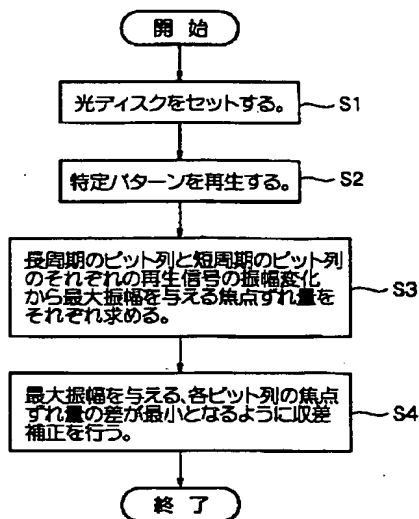 開始
光ディスクをセットする。
S1
特定パターンを再生する。
S2
長周期のピット列と短周期のピット列
のそれぞれの再生信号の振幅変化
から最大振幅を与える焦点ずれ量を
それぞれ求める。
S3
最大振幅を与える、各ピット列の焦点
ずれ量の差が最小となるように収差
補正を行う。
S4
終了